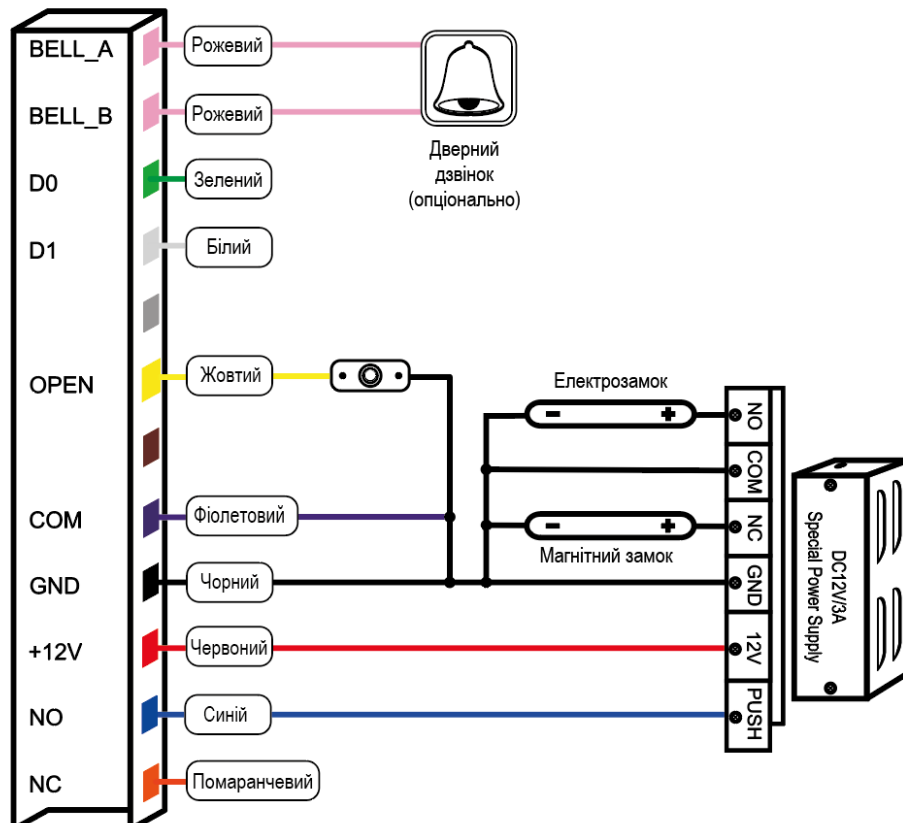 BELL_A
Рожевий
BELL_B
Рожевий
Дверний
дзвінок
(опціонально)
D0
Зелений
D1
Білий
OPEN
Жовтий
Електрозамок
NO
COM
NC
Магнітний замок
COM
Фіолетовий
GND
Чорний
GND
+12V
Червоний
12V
NO
Синій
PUSH
NC
Помаранчевий
DC12V/3A
Special Power Supply